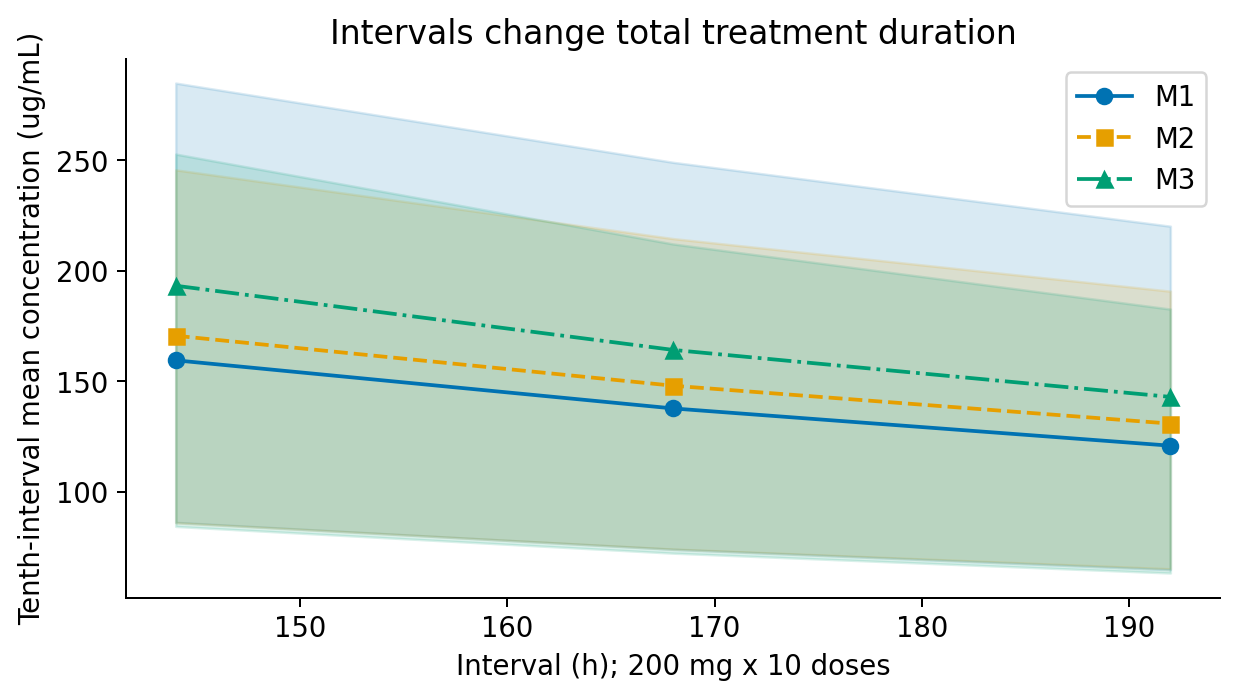 Intervals change total treatment duration
Tenth-interval mean concentration (ug/mL)
250
200
150
100
M1
M2
M3
150 160 170 180 190
Interval (h); 200 mg x 10 doses